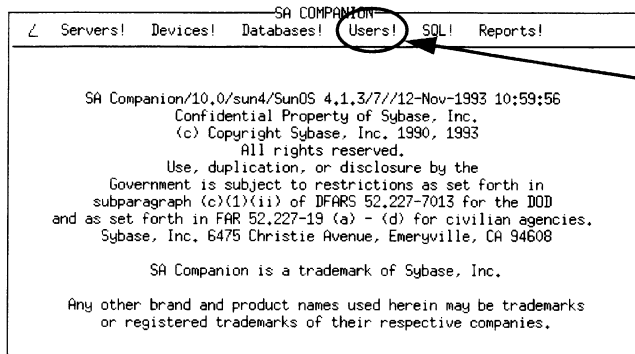 SA COMPANION
∠ Servers! Devices! Databases! Users! SQL! Reports!
SA Companion/10.0/sun4/SunOS 4.1.3/7//12-Nov-1993 10:59:56
Confidential Property of Sybase, Inc.
(c) Copyright Sybase, Inc. 1990, 1993
All rights reserved.
Use, duplication, or disclosure by the
Government is subject to restrictions as set forth in
subparagraph (c)(1)(ii) of DFARS 52.227-7013 for the DOD
and as set forth in FAR 52.227-19 (a) - (d) for civilian agencies.
Sybase, Inc. 6475 Christie Avenue, Emeryville, CA 94608
SA Companion is a trademark of Sybase, Inc.
Any other brand and product names used herein may be trademarks
or registered trademarks of their respective companies.